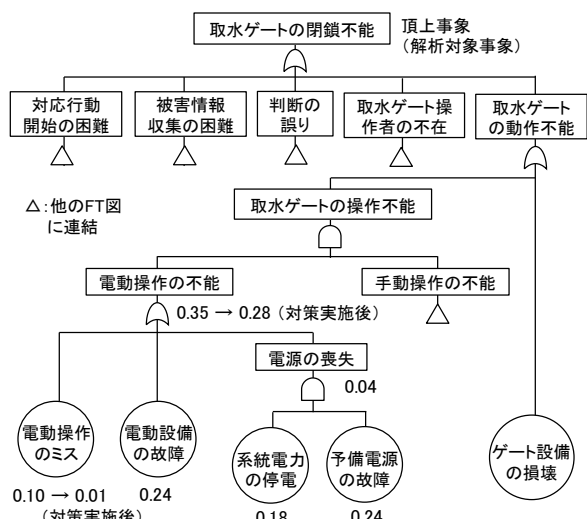 取水ゲートの閉鎖不能
頂上事象
(解析対象事象)
対応行動
開始の困難
被害情報
収集の困難
判断の
誤り
取水ゲート操
作者の不在
取水ゲート
の動作不能
△:他のFT図
に連結
取水ゲートの操作不能
電動操作の不能
手動操作の不能
0.35 → 0.28 (対策実施後)
電源の喪失
0.04
電動操作
のミス
電動設備
の故障
系統電力
の停電
予備電源
の故障
ゲート設備
の損壊
0.10 → 0.01
(対策実施後)
0.24
0.18
0.24